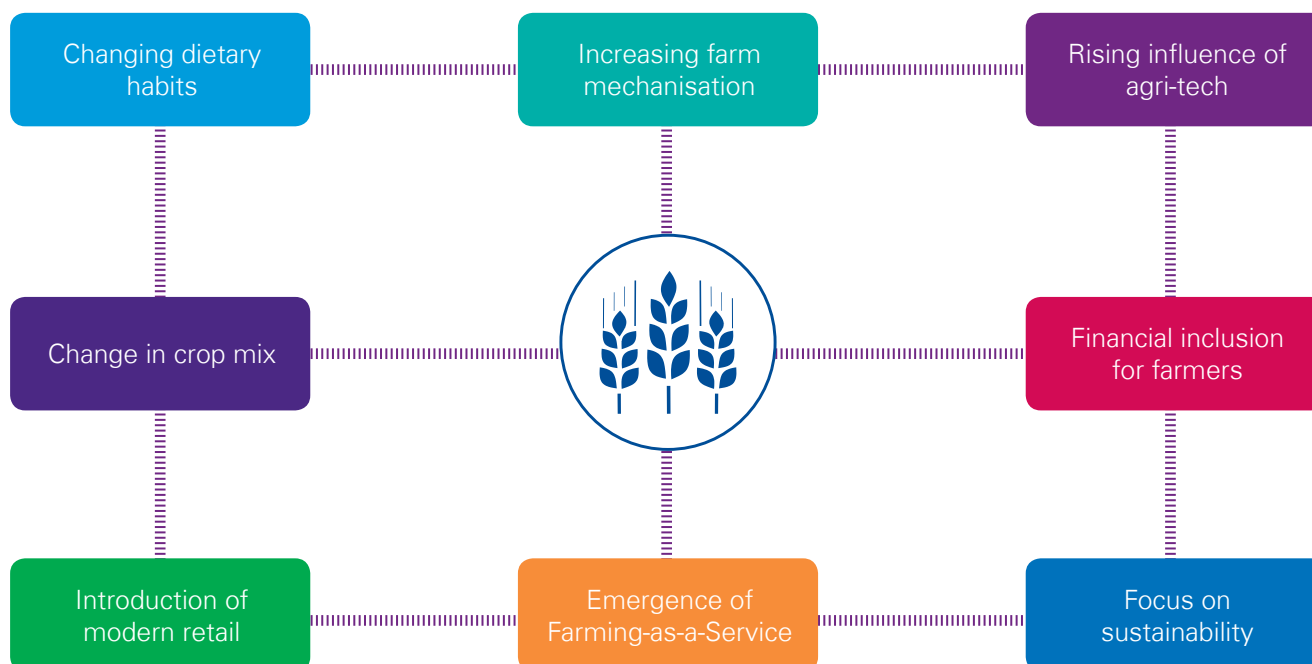 Changing dietary
habits
Increasing farm
mechanisation
Rising influence of
agri-tech
Change in crop mix
Financial inclusion
for farmers
Introduction of
modern retail
Emergence of
Farming-as-a-Service
Focus on
sustainability